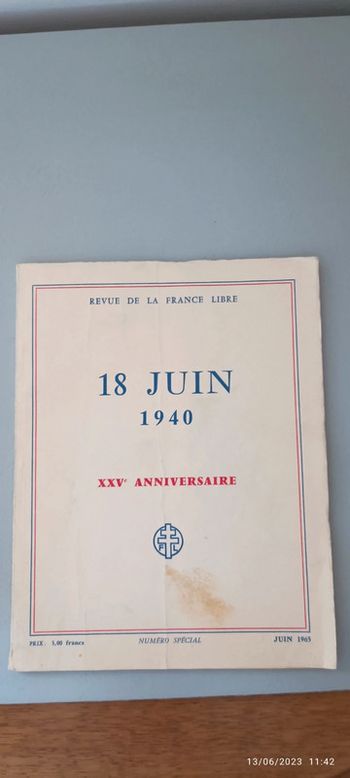 REVUE DE LA FRANCE LIBRE
18 JUIN
1940
XXVe ANNIVERSAIRE
F L
PRIX : 5,00 francs
NUMÉRO SPÉCIAL
JUIN 1965
13/06/2023 11:42